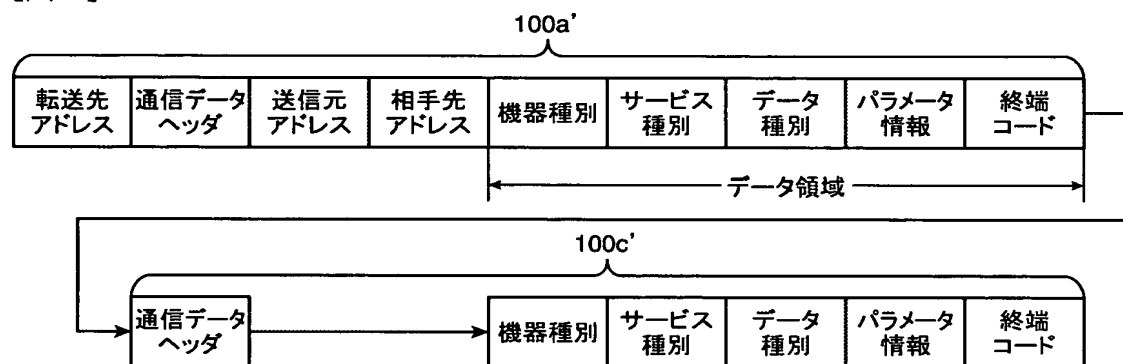 100a'
転送先
アドレス
通信データ
ヘッダ
送信元
アドレス
相手先
アドレス
機器種別
サービス
種別
データ
種別
パラメータ
情報
終端
コード
データ領域
100c'
通信データ
ヘッダ
機器種別
サービス
種別
データ
種別
パラメータ
情報
終端
コード